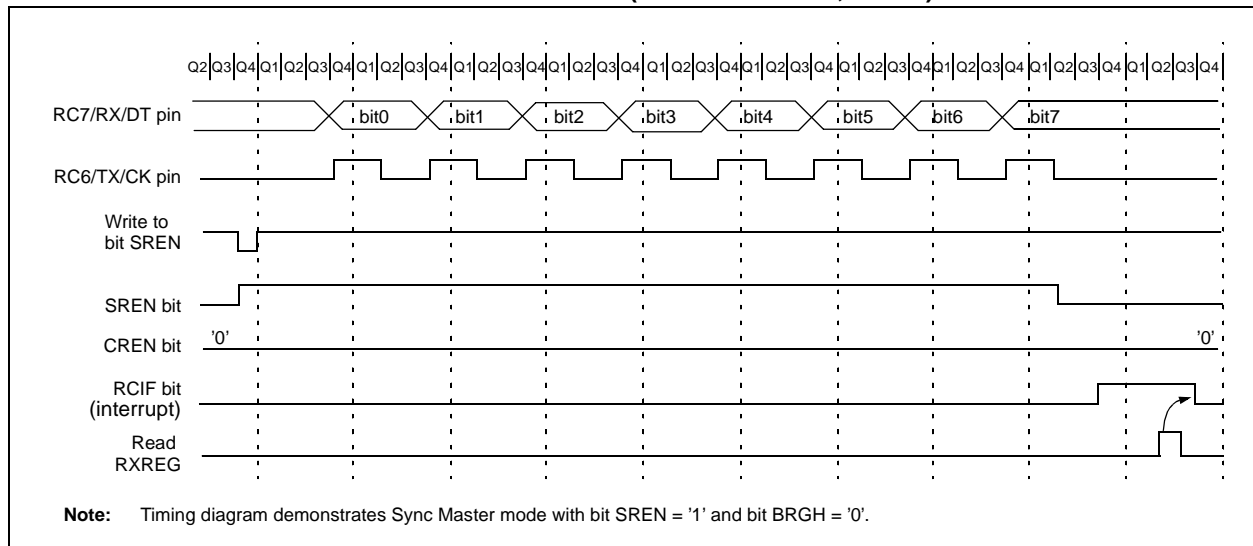 Q2 Q3 Q4 Q1 Q2 Q3 Q4 Q1 Q2 Q3 Q4 Q1 Q2 Q3 Q4 Q1 Q2 Q3 Q4 Q1 Q2 Q3 Q4 Q1 Q2 Q3 Q4 Q1 Q2 Q3 Q4 Q1 Q2 Q3 Q4 Q1 Q2 Q3 Q4 Q1 Q2 Q3 Q4
RC7/RX/DT pin bit0 bit1 bit2 bit3 bit4 bit5 bit6 bit7
RC6/TX/CK pin
Write to
bit SREN
SREN bit
CREN bit '0' '0'
RCIF bit
(interrupt)
Read
RXREG
Note: Timing diagram demonstrates Sync Master mode with bit SREN = '1' and bit BRGH = '0'.